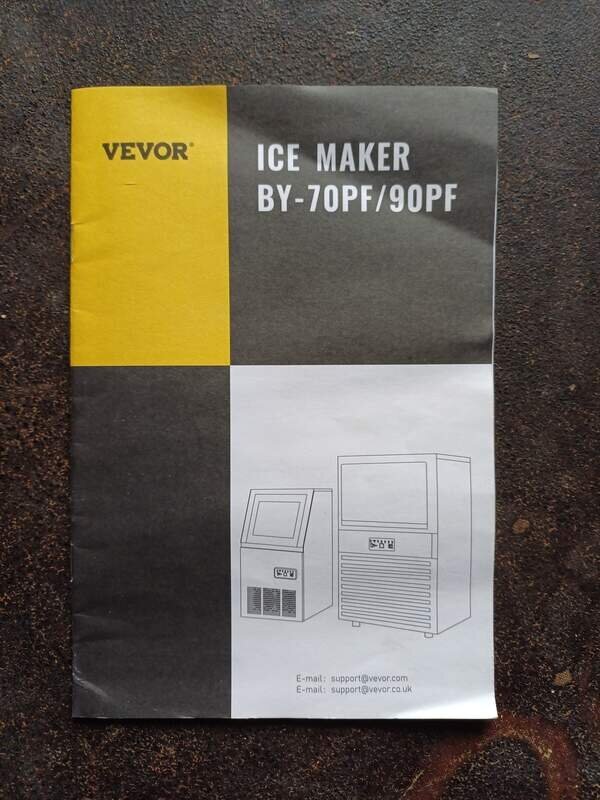 VEVOR®
ICE MAKER
BY-70PF/90PF
E-mail: support@vevor.com
E-mail: support@vevor.co.uk